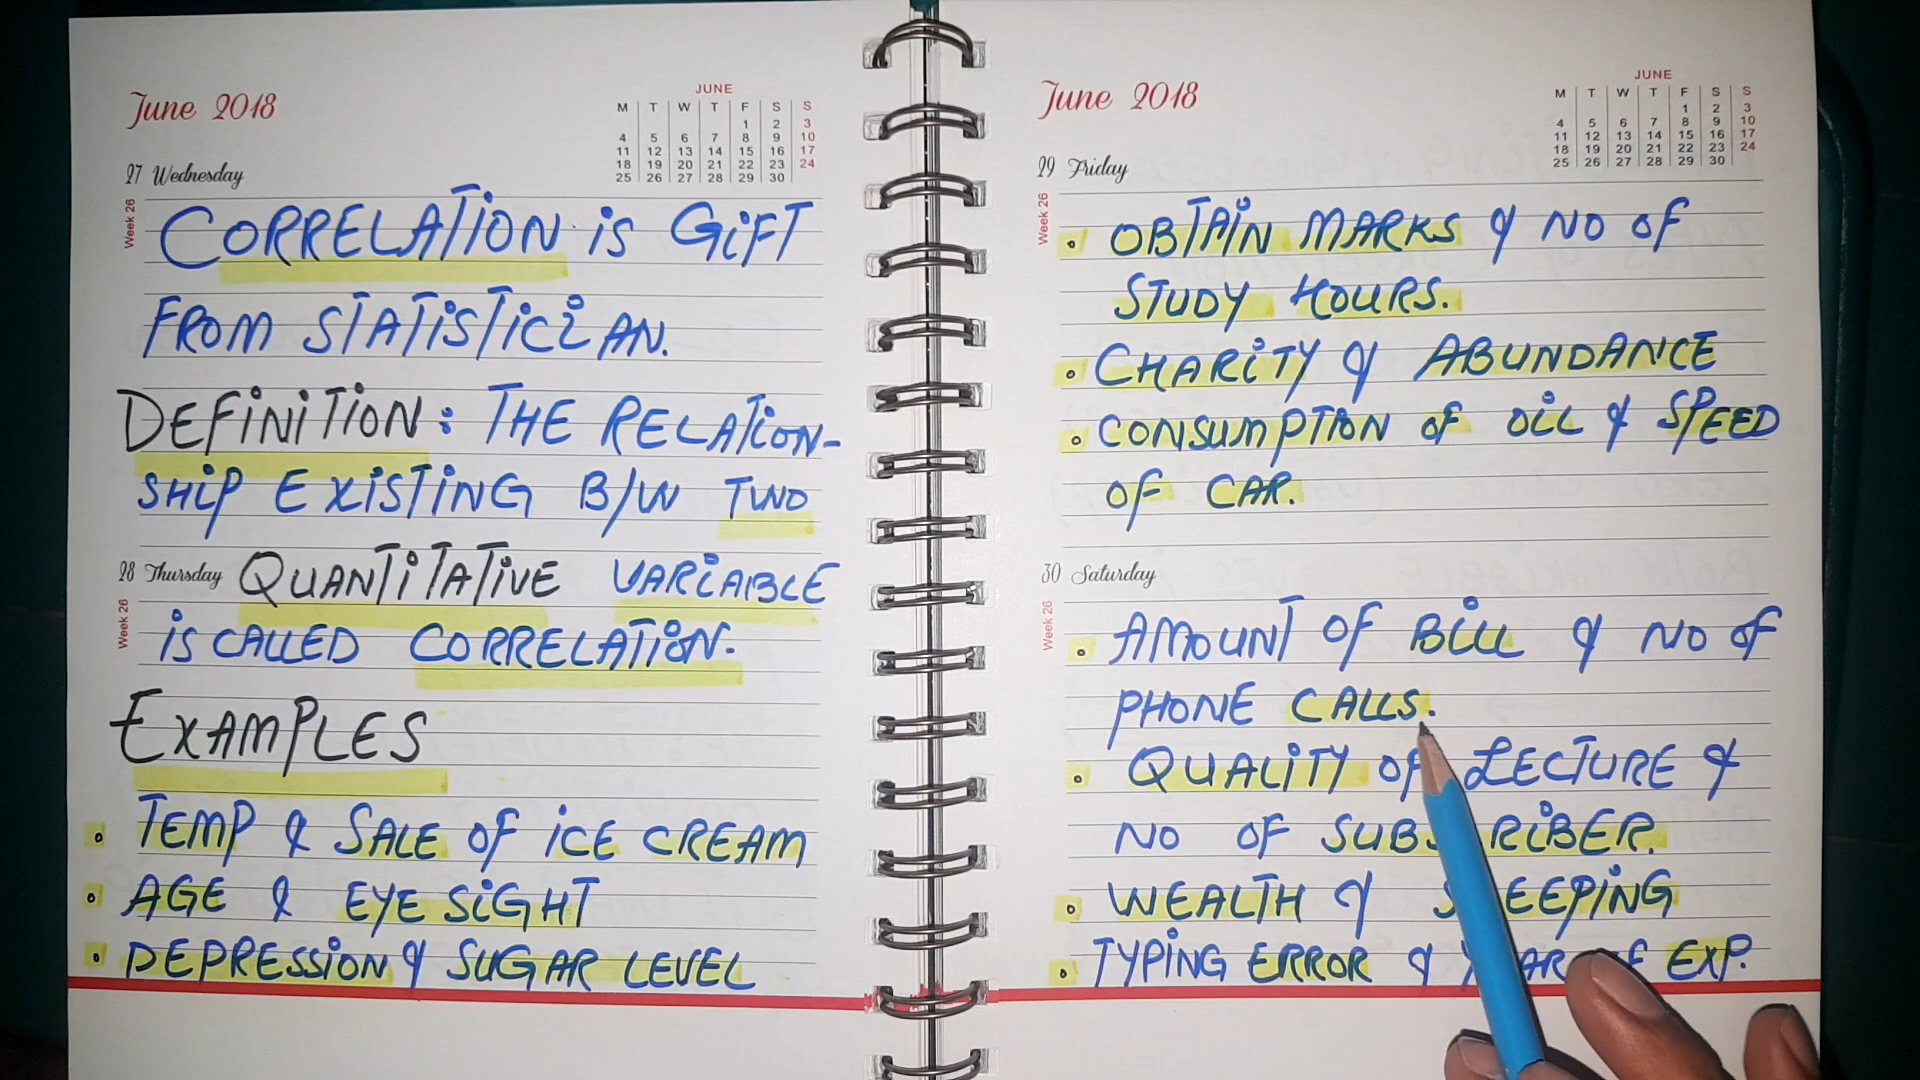 June 2018
JUNE
M T W T F S S
1 2 3
4 5 6 7 8 9 10
11 12 13 14 15 16 17
18 19 20 21 22 23 24
25 26 27 28 29 30
27 Wednesday
Week 26
CORRELATION is GIFT
FROM STATISTICIAN.
DEFINITION: THE RELATION-
SHIP EXISTING B/W TWO
28 Thursday
Week 26
QUANTITATIVE VARIABLE
is CALLED CORRELATION.
EXAMPLES
TEMP & SALE OF ICE CREAM
AGE & EYE SIGHT
DEPRESSION & SUGAR LEVEL
June 2018
JUNE
M T W T F S S
1 2 3
4 5 6 7 8 9 10
11 12 13 14 15 16 17
18 19 20 21 22 23 24
25 26 27 28 29 30
29 Friday
Week 26
OBTAIN MARKS & NO OF
STUDY HOURS.
CHARITY & ABUNDANCE
CONSUMPTION OF OIL & SPEED
OF CAR.
30 Saturday
Week 26
AMOUNT OF BILL & NO OF
PHONE CALLS.
QUALITY OF LECTURE &
NO OF SUBSCRIBER.
WEALTH & SLEEPING
TYPING ERROR & YEAR OF EXP.